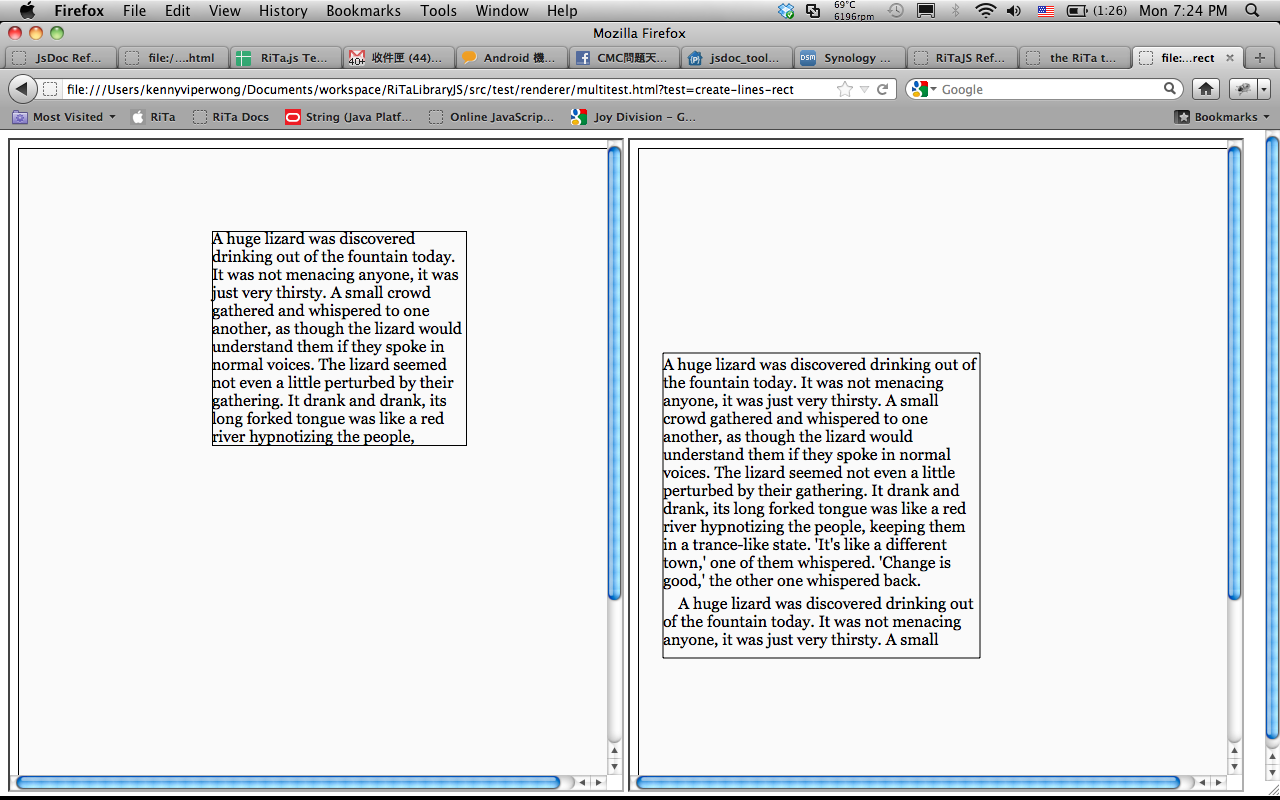 Firefox File Edit View History Bookmarks Tools Window Help 69°C 6196rpm (1:26) Mon 7:24 PM
Mozilla Firefox
JsDoc Ref... file:/....html RiTa.js Te... 40+ 收件匣 (44)... Android 機... CMC問題天... jsdoc_tool... DSM Synology ... RiTaJS Ref... the RiTa t... file:...rect
file:///Users/kennyviperwong/Documents/workspace/RiTaLibraryJS/src/test/renderer/multitest.html?test=create-lines-rect Google
Most Visited RiTa RiTa Docs String (Java Platf... Online JavaScrip... Joy Division – G... Bookmarks
A huge lizard was discovered
drinking out of the fountain today.
It was not menacing anyone, it was
just very thirsty. A small crowd
gathered and whispered to one
another, as though the lizard would
understand them if they spoke in
normal voices. The lizard seemed
not even a little perturbed by their
gathering. It drank and drank, its
long forked tongue was like a red
river hypnotizing the people,
A huge lizard was discovered drinking out of
the fountain today. It was not menacing
anyone, it was just very thirsty. A small
crowd gathered and whispered to one
another, as though the lizard would
understand them if they spoke in normal
voices. The lizard seemed not even a little
perturbed by their gathering. It drank and
drank, its long forked tongue was like a red
river hypnotizing the people, keeping them
in a trance-like state. 'It's like a different
town,' one of them whispered. 'Change is
good,' the other one whispered back.
A huge lizard was discovered drinking out
of the fountain today. It was not menacing
anyone, it was just very thirsty. A small